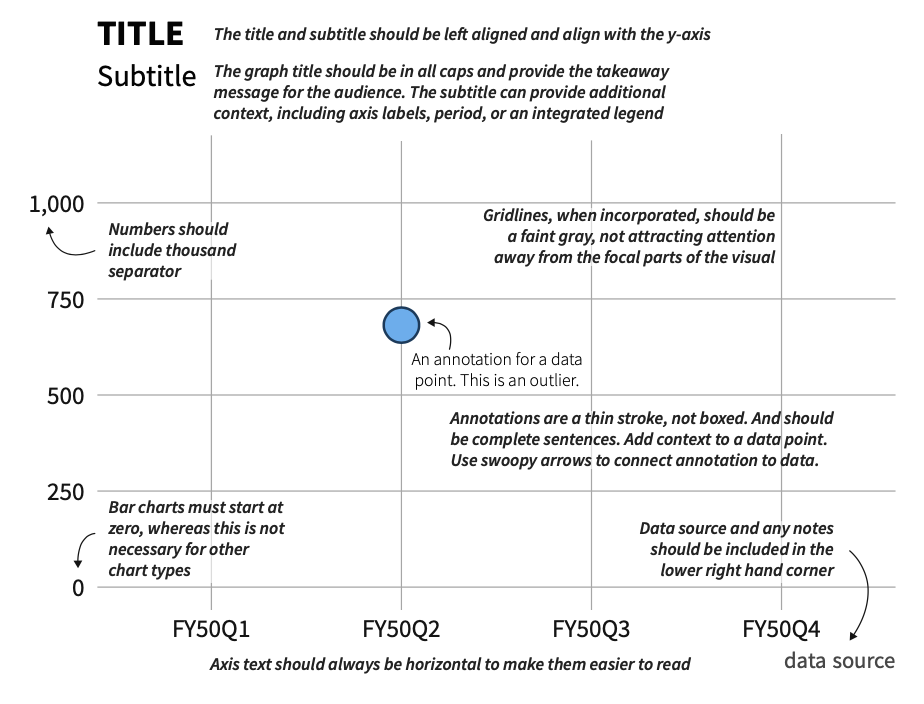 TITLE The title and subtitle should be left aligned and align with the y-axis
Subtitle The graph title should be in all caps and provide the takeaway
message for the audience. The subtitle can provide additional
context, including axis labels, period, or an integrated legend
1,000
Numbers should
include thousand
separator
Gridlines, when incorporated, should be
a faint gray, not attracting attention
away from the focal parts of the visual
750
An annotation for a data
point. This is an outlier.
500
Annotations are a thin stroke, not boxed. And should
be complete sentences. Add context to a data point.
Use swoopy arrows to connect annotation to data.
250
Bar charts must start at
zero, whereas this is not
necessary for other
chart types
Data source and any notes
should be included in the
lower right hand corner
0
FY50Q1 FY50Q2 FY50Q3 FY50Q4
Axis text should always be horizontal to make them easier to read
data source